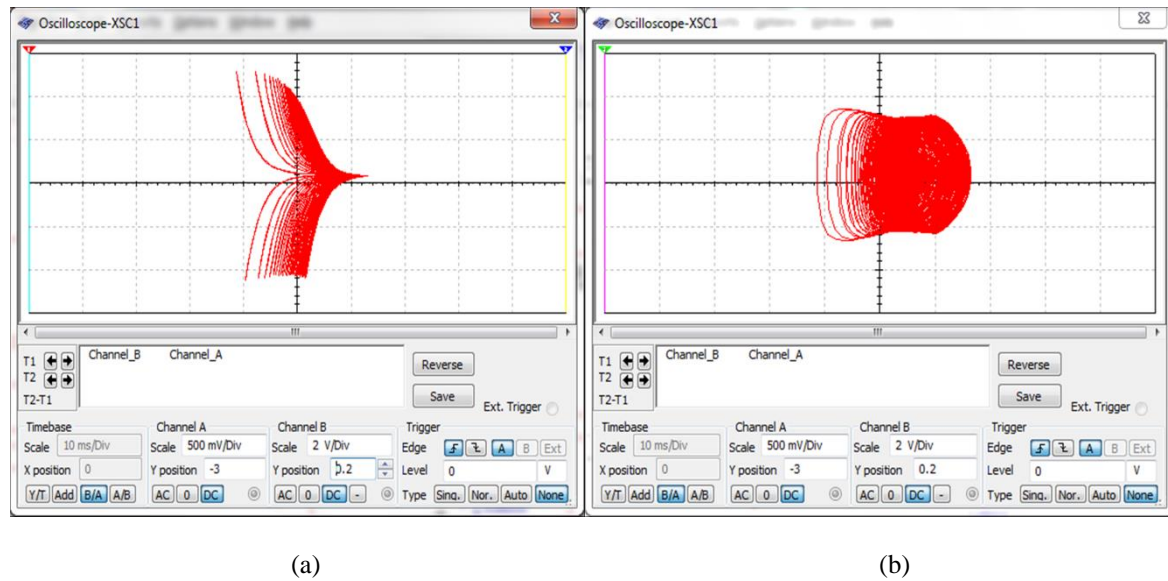 Oscilloscope-XSC1
T1 Channel_B Channel_A
T2
T2-T1
Reverse
Save
Ext. Trigger
Timebase
Scale 10 ms/Div
X position 0
Y/T Add B/A A/B
Channel A
Scale 500 mV/Div
Y position -3
AC 0 DC
Channel B
Scale 2 V/Div
Y position 0.2
AC 0 DC -
Trigger
Edge A B Ext
Level 0 V
Type Sing. Nor. Auto None
Oscilloscope-XSC1
T1 Channel_B Channel_A
T2
T2-T1
Reverse
Save
Ext. Trigger
Timebase
Scale 10 ms/Div
X position 0
Y/T Add B/A A/B
Channel A
Scale 500 mV/Div
Y position -3
AC 0 DC
Channel B
Scale 2 V/Div
Y position 0.2
AC 0 DC -
Trigger
Edge A B Ext
Level 0 V
Type Sing. Nor. Auto None
(a) (b)